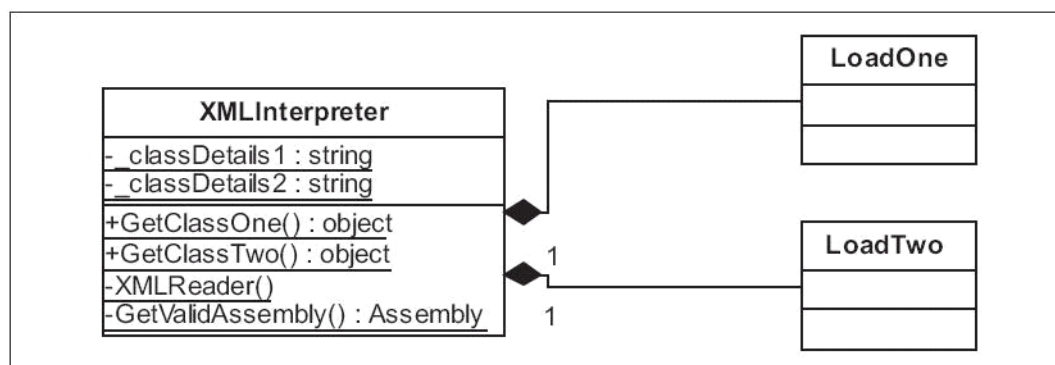 XMLInterpreter
-_classDetails1 : string
-_classDetails2 : string
+GetClassOne() : object
+GetClassTwo() : object
-XMLReader()
-GetValidAssembly() : Assembly
1
1
LoadOne
LoadTwo